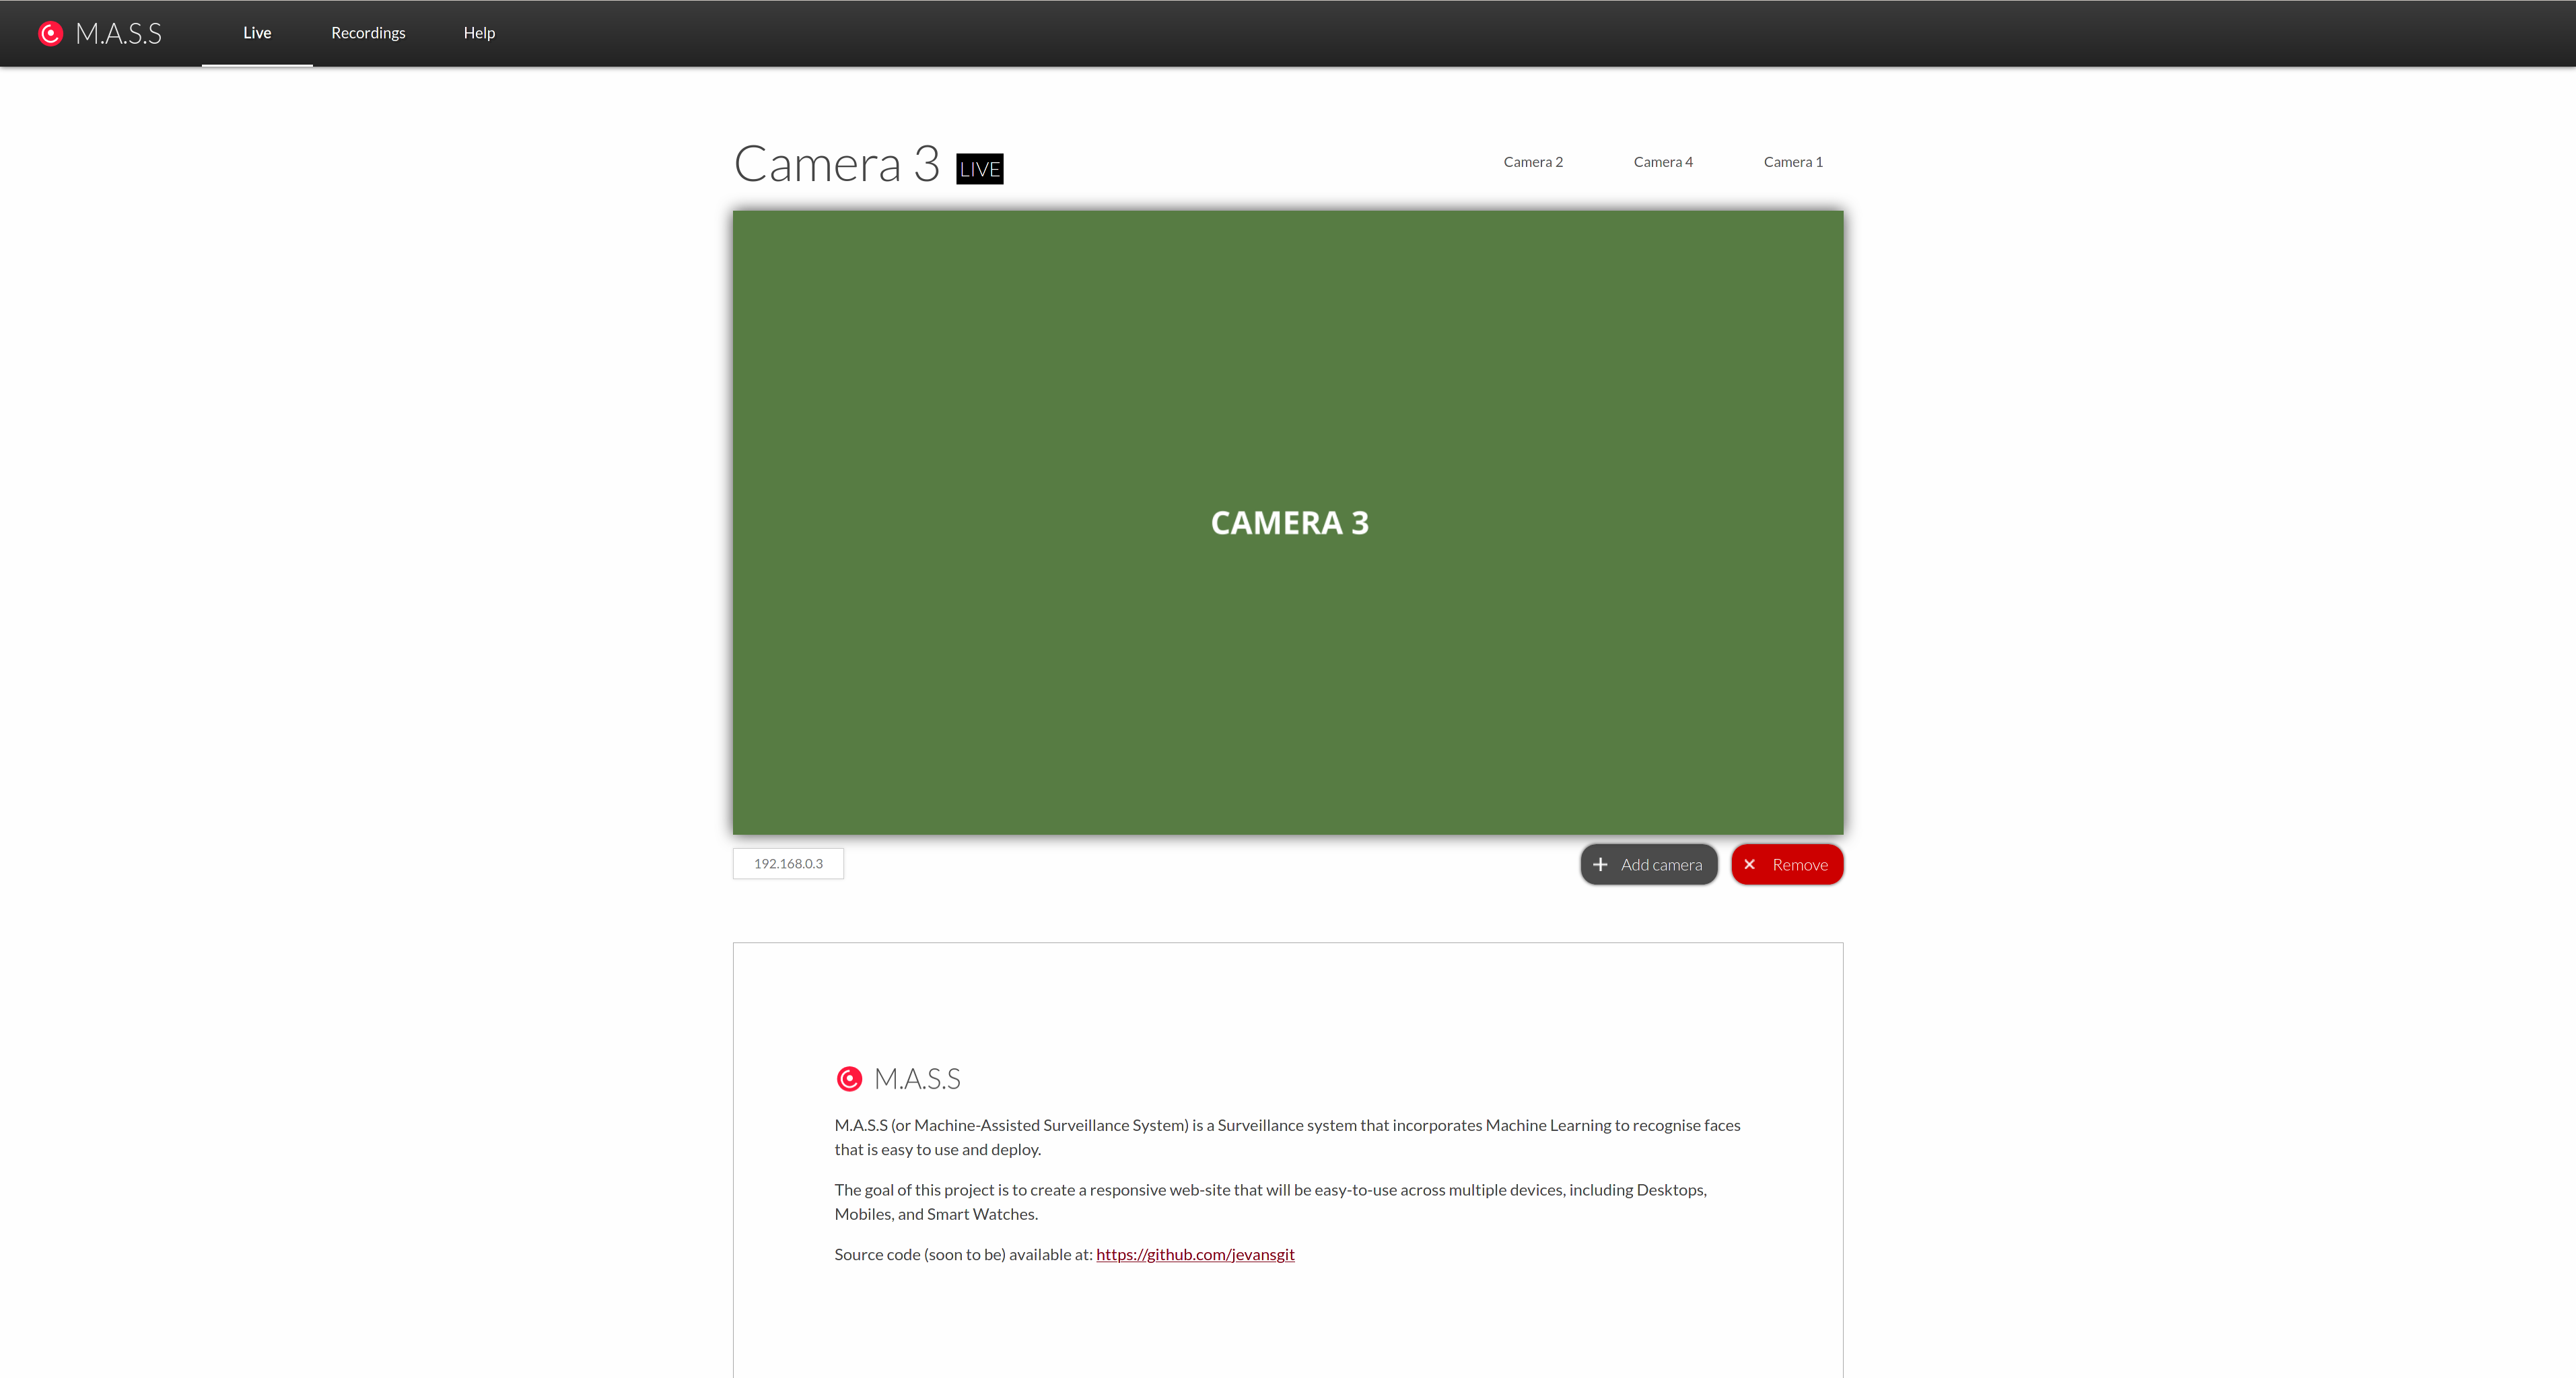 M.A.S.S
Live
Recordings
Help
Camera 3 LIVE
Camera 2
Camera 4
Camera 1
CAMERA 3
192.168.0.3
Add camera
Remove
M.A.S.S
M.A.S.S (or Machine-Assisted Surveillance System) is a Surveillance system that incorporates Machine Learning to recognise faces
that is easy to use and deploy.
The goal of this project is to create a responsive web-site that will be easy-to-use across multiple devices, including Desktops,
Mobiles, and Smart Watches.
Source code (soon to be) available at: https://github.com/jevansgit